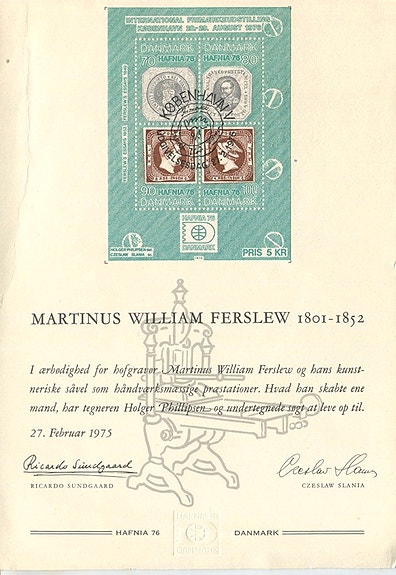 INTERNATIONAL FRIMÆRKEUDSTILLING
KØBENHAVN 20.-29. AUGUST 1976
DANMARK
DANMARK
70
HAFNIA 76
80
KØBENHAVN
90
HAFNIA 76
100
DANMARK
DANMARK
HAFNIA 76
DANMARK
HOLGER PHILIPSEN del.
CZESLAW SLANIA sc.
PRIS 5 KR
MARTINUS WILLIAM FERSLEW 1801-1852
I ærbødighed for hofgravør Martinus William Ferslew og hans kunst-
neriske såvel som håndværksmæssige præstationer. Hvad han skabte ene
mand, har tegneren Holger Phillipsen og undertegnede søgt at leve op til.
27. Februar 1975
Ricardo Sundgaard
Czeslaw Slania
RICARDO SUNDGAARD
CZESLAW SLANIA
HAFNIA 76
DANMARK
HAFNIA 76
DANMARK